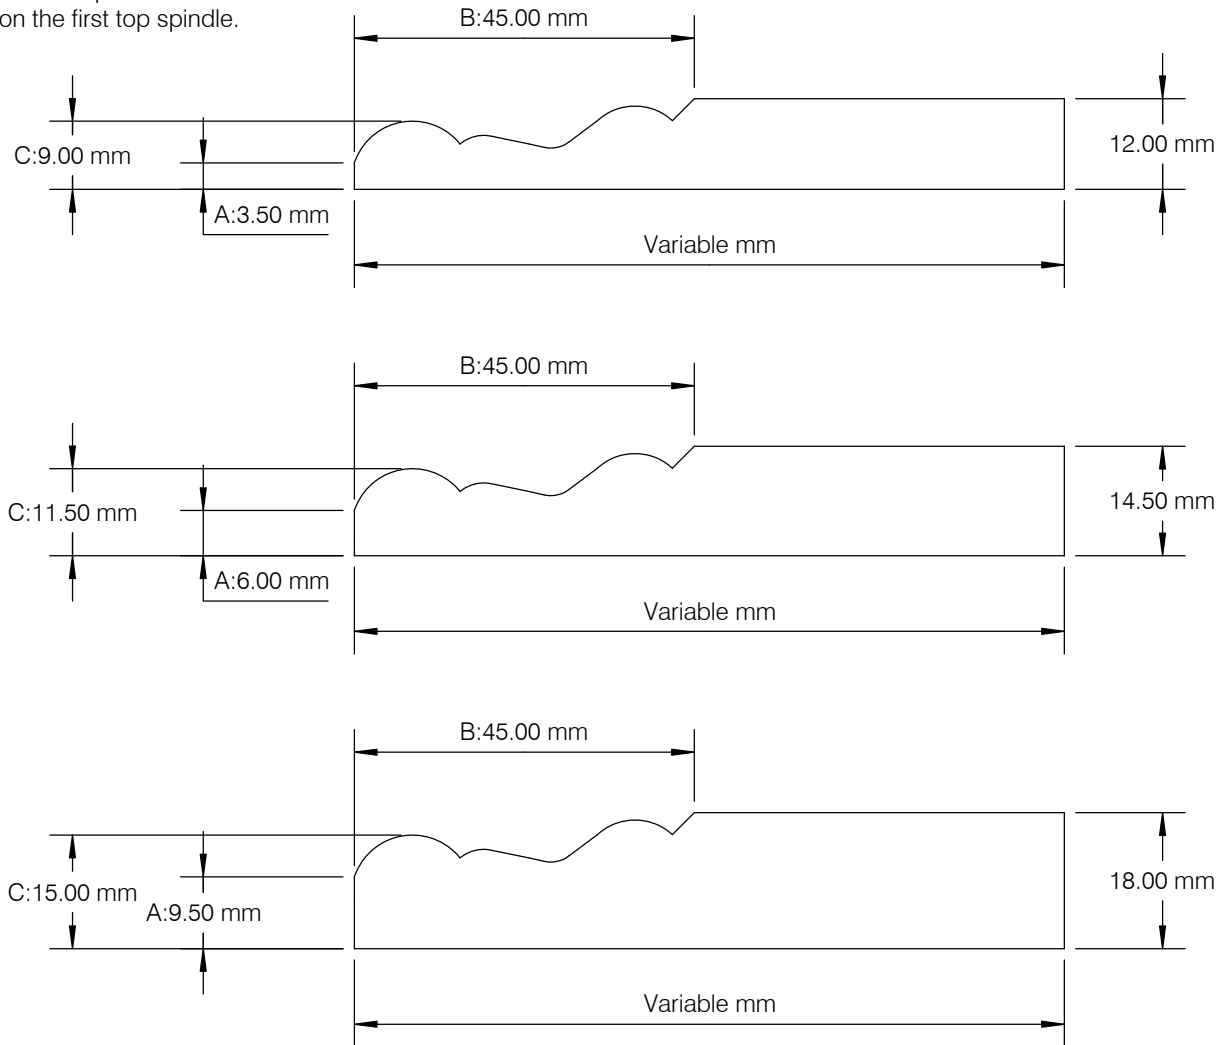 on the first top spindle.
B:45.00 mm
C:9.00 mm
12.00 mm
A:3.50 mm
Variable mm
B:45.00 mm
C:11.50 mm
14.50 mm
A:6.00 mm
Variable mm
B:45.00 mm
C:15.00 mm
18.00 mm
A:9.50 mm
Variable mm